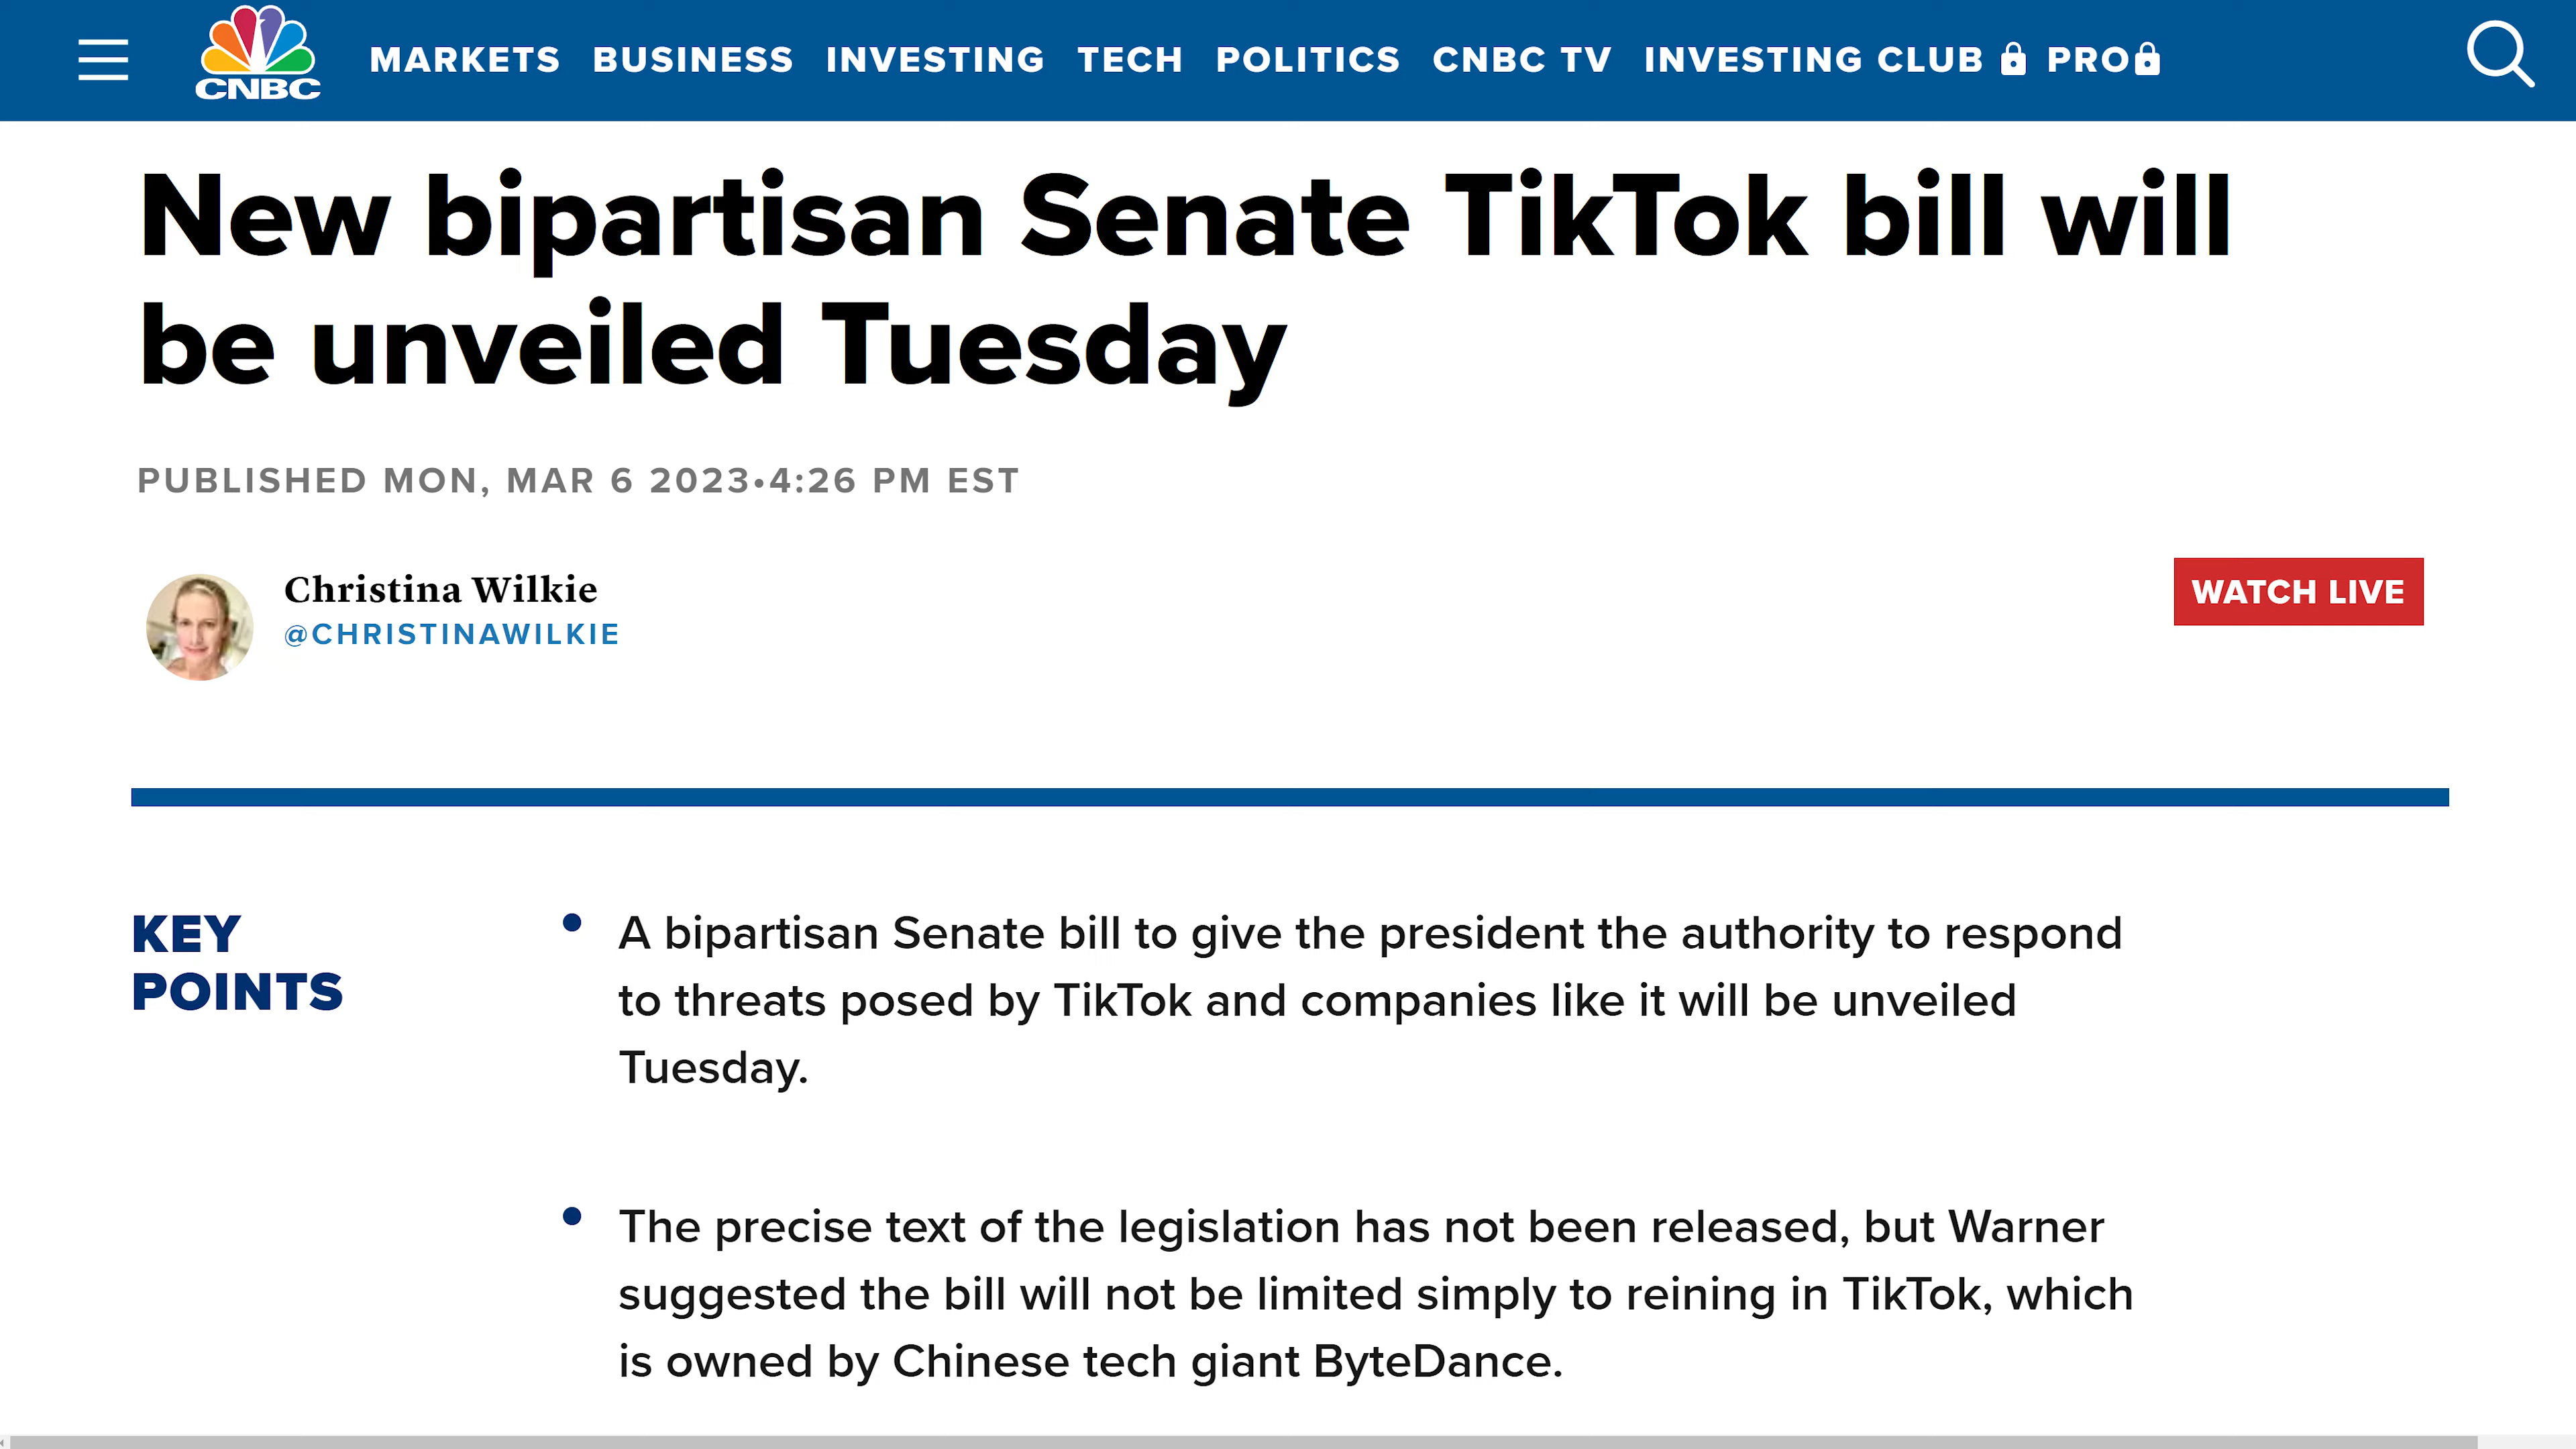 CNBC
MARKETS BUSINESS INVESTING TECH POLITICS CNBC TV INVESTING CLUB PRO
New bipartisan Senate TikTok bill will
be unveiled Tuesday
PUBLISHED MON, MAR 6 2023•4:26 PM EST
Christina Wilkie
@CHRISTINAWILKIE
WATCH LIVE
KEY
POINTS
• A bipartisan Senate bill to give the president the authority to respond
to threats posed by TikTok and companies like it will be unveiled
Tuesday.
• The precise text of the legislation has not been released, but Warner
suggested the bill will not be limited simply to reining in TikTok, which
is owned by Chinese tech giant ByteDance.